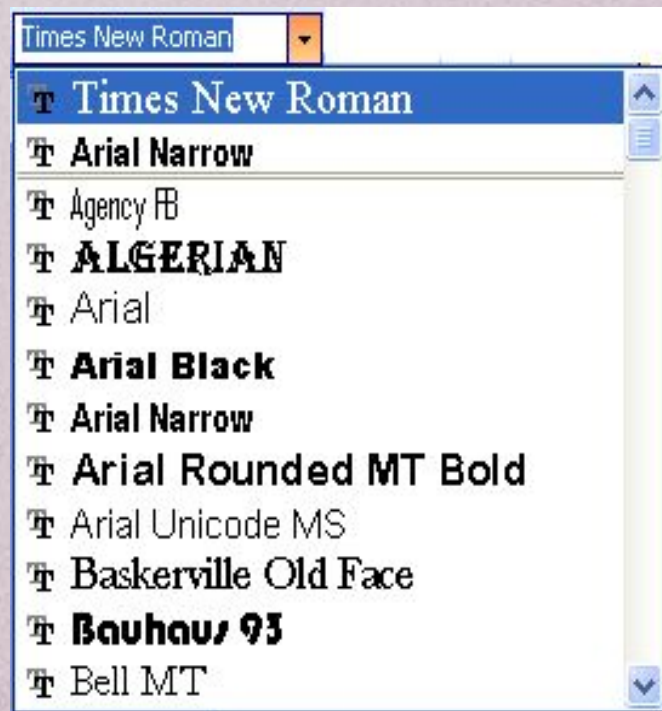 Times New Roman
Times New Roman
Arial Narrow
Agency FB
ALGERIAN
Arial
Arial Black
Arial Narrow
Arial Rounded MT Bold
Arial Unicode MS
Baskerville Old Face
Bauhaus 93
Bell MT